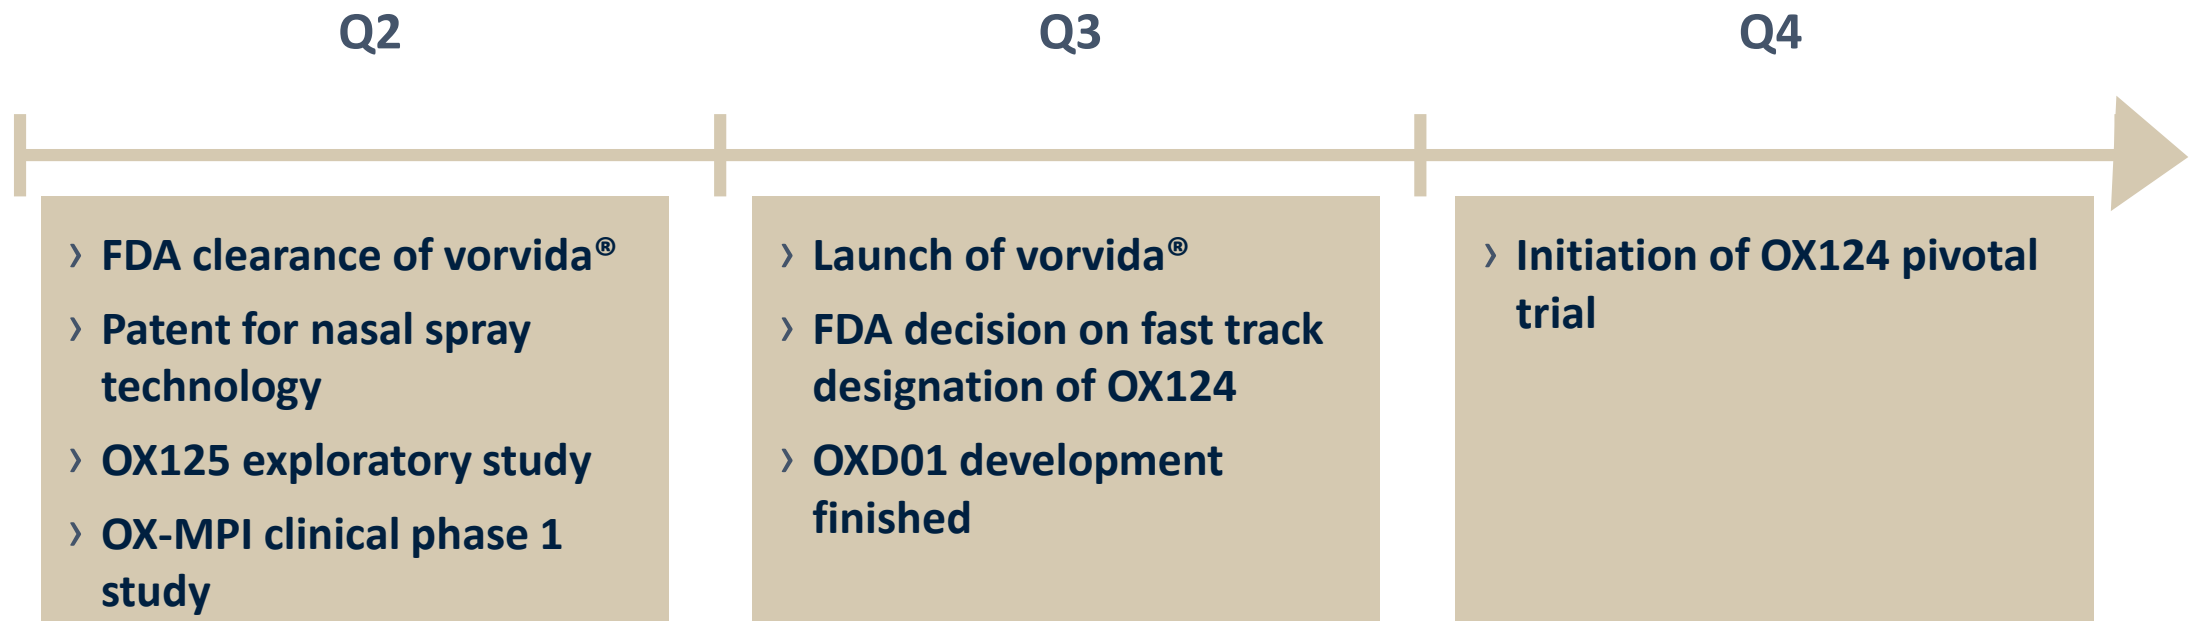 Q2
Q3
Q4
› FDA clearance of vorvida®
› Patent for nasal spray
technology
› OX125 exploratory study
› OX-MPI clinical phase 1
study
› Launch of vorvida®
› FDA decision on fast track
designation of OX124
› OXD01 development
finished
› Initiation of OX124 pivotal
trial